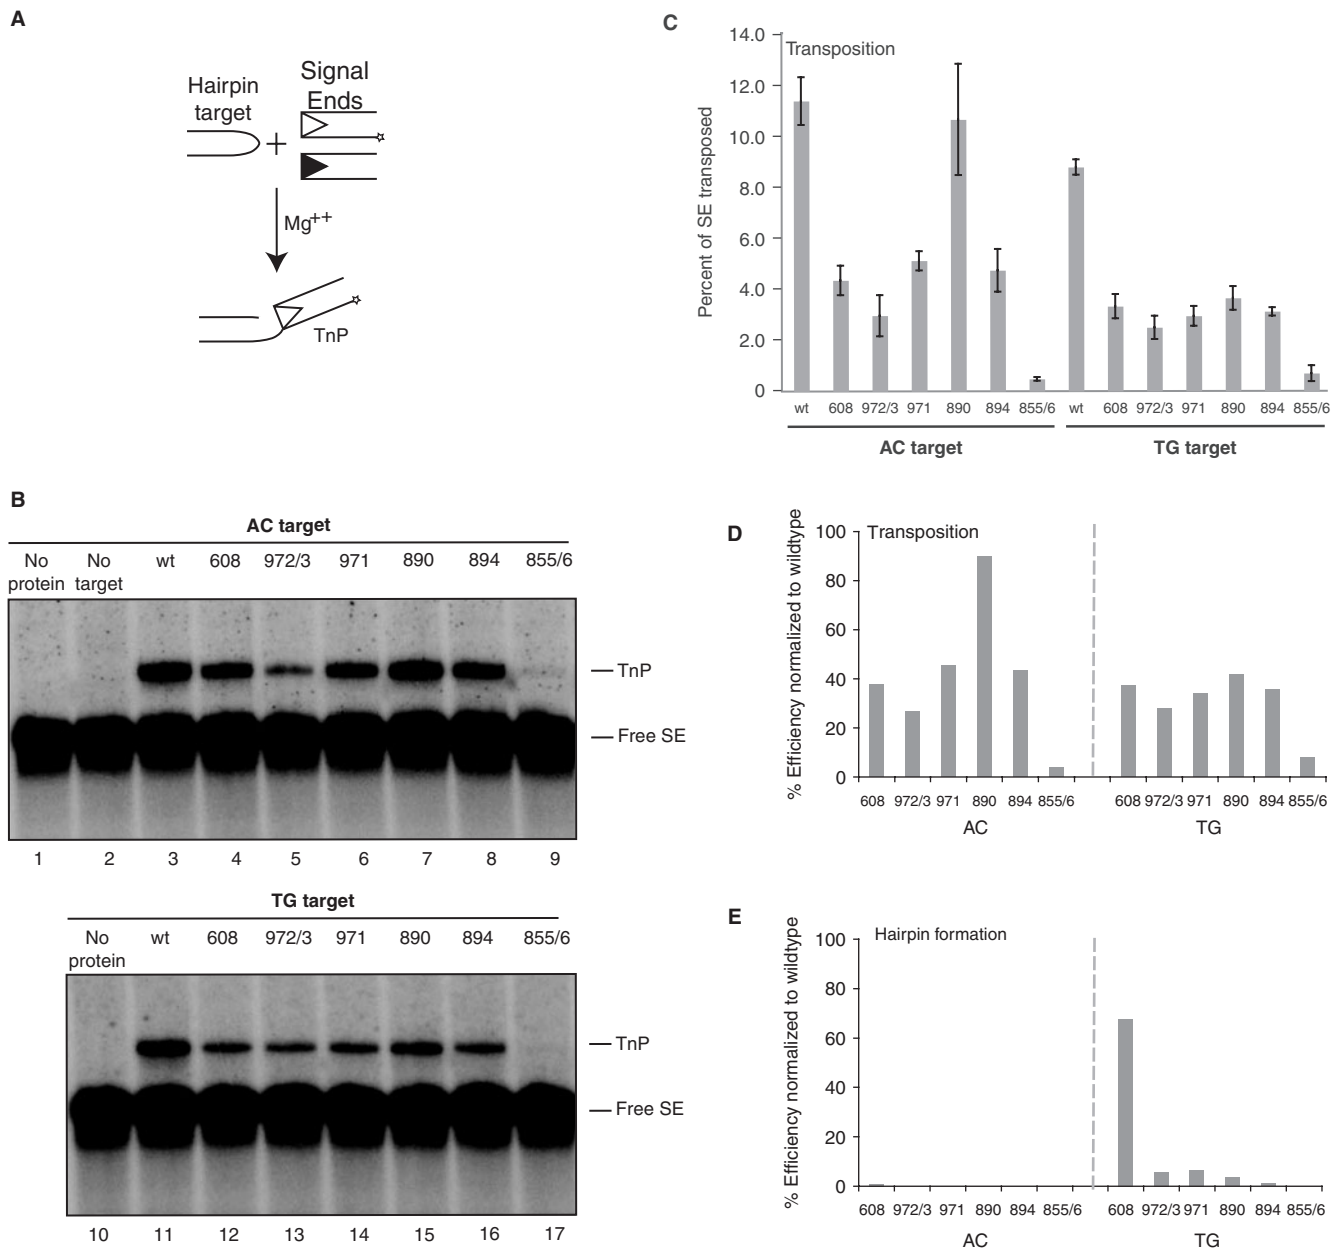 A
Hairpin
target
Signal
Ends
+
Mg++
TnP
B
AC target
No
protein
No
target
wt 608 972/3 971 890 894 855/6
TnP
Free SE
1 2 3 4 5 6 7 8 9
TG target
No
protein
wt 608 972/3 971 890 894 855/6
TnP
Free SE
10 11 12 13 14 15 16 17
C
Transposition
Percent of SE transposed
14.0
12.0
10.0
8.0
6.0
4.0
2.0
0
wt 608 972/3 971 890 894 855/6 wt 608 972/3 971 890 894 855/6
AC target TG target
D
Transposition
% Efficiency normalized to wildtype
100
80
60
40
20
0
608 972/3 971 890 894 855/6 608 972/3 971 890 894 855/6
AC TG
E
Hairpin formation
% Efficiency normalized to wildtype
100
80
60
40
20
0
608 972/3 971 890 894 855/6 608 972/3 971 890 894 855/6
AC TG